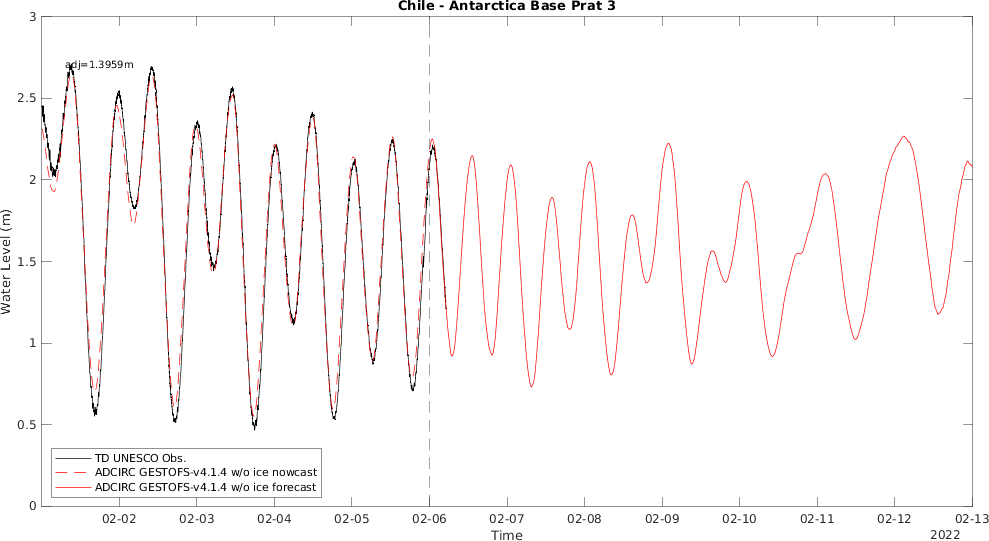 Chile - Antarctica Base Prat 3
3
adj=1.3959m
2.5
2
1.5
1
0.5
0
Water Level (m)
TD UNESCO Obs.
ADCIRC GESTOFS-v4.1.4 w/o ice nowcast
ADCIRC GESTOFS-v4.1.4 w/o ice forecast
02-02 02-03 02-04 02-05 02-06 02-07 02-08 02-09 02-10 02-11 02-12 02-13
Time
2022